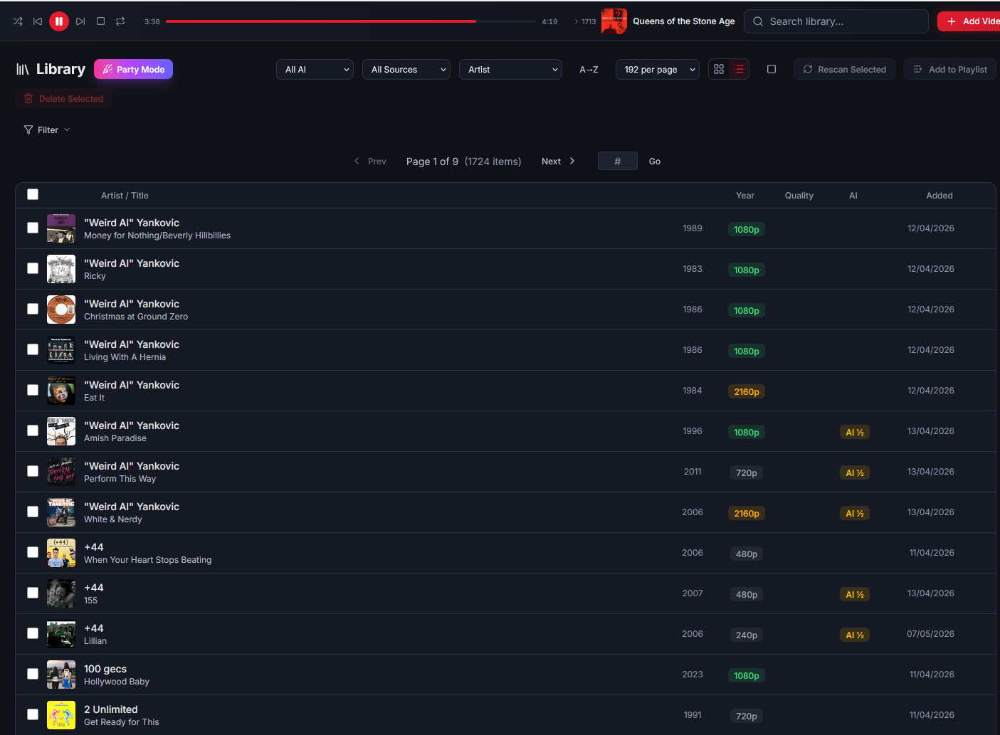 3:36 4:19 1713 Queens of the Stone Age Search library... Add Vide
Library Party Mode All AI All Sources Artist A→Z 192 per page Rescan Selected Add to Playlist
Delete Selected
Filter
Prev Page 1 of 9 (1724 items) Next # Go
Artist / Title Year Quality AI Added
"Weird Al" Yankovic
Money for Nothing/Beverly Hillbillies 1989 1080p 12/04/2026
"Weird Al" Yankovic
Ricky 1983 1080p 12/04/2026
"Weird Al" Yankovic
Christmas at Ground Zero 1986 1080p 12/04/2026
"Weird Al" Yankovic
Living With A Hernia 1986 1080p 12/04/2026
"Weird Al" Yankovic
Eat It 1984 2160p 12/04/2026
"Weird Al" Yankovic
Amish Paradise 1996 1080p AI ½ 13/04/2026
"Weird Al" Yankovic
Perform This Way 2011 720p AI ½ 13/04/2026
"Weird Al" Yankovic
White & Nerdy 2006 2160p AI ½ 13/04/2026
+44
When Your Heart Stops Beating 2006 480p 11/04/2026
+44
155 2007 480p AI ½ 13/04/2026
+44
Lillian 2006 240p AI ½ 07/05/2026
100 gecs
Hollywood Baby 2023 1080p 11/04/2026
2 Unlimited
Get Ready for This 1991 720p 11/04/2026